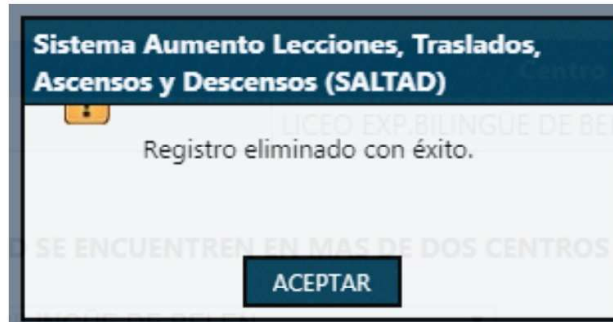 Sistema Aumento Lecciones, Traslados,
Ascensos y Descensos (SALTAD)
Centro
LICEO EXP.BILINGUE DE BE
!
Registro eliminado con éxito.
SE ENCUENTREN EN MAS DE DOS CENTROS
ACEPTAR